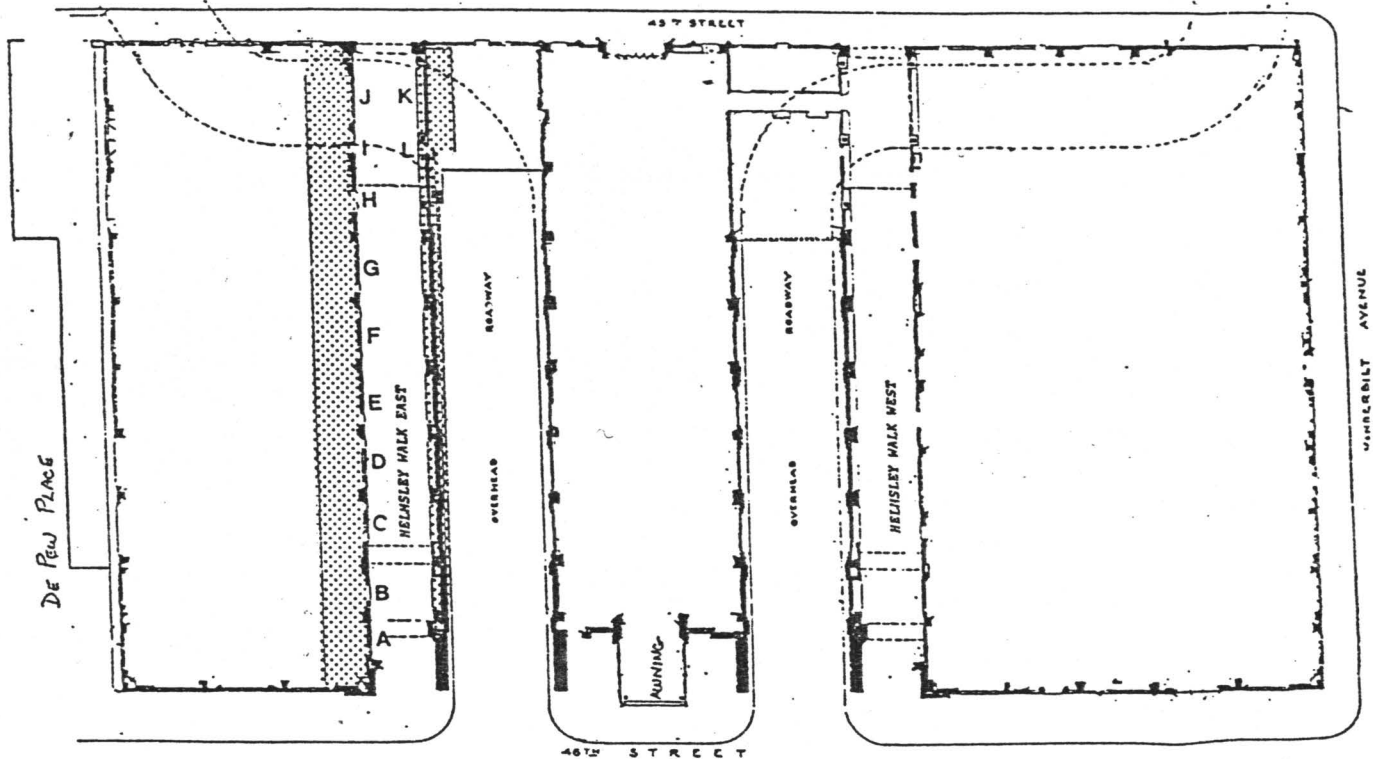 45TH STREET
J K
I L
H
G
F
E
D
C
B
A
HELMSLEY WALK EAST
ROADWAY
OVERHEAD
ROADWAY
OVERHEAD
HELMSLEY WALK WEST
VANDERBILT AVENUE
DE PEW PLACE
AWNING
46TH STREET